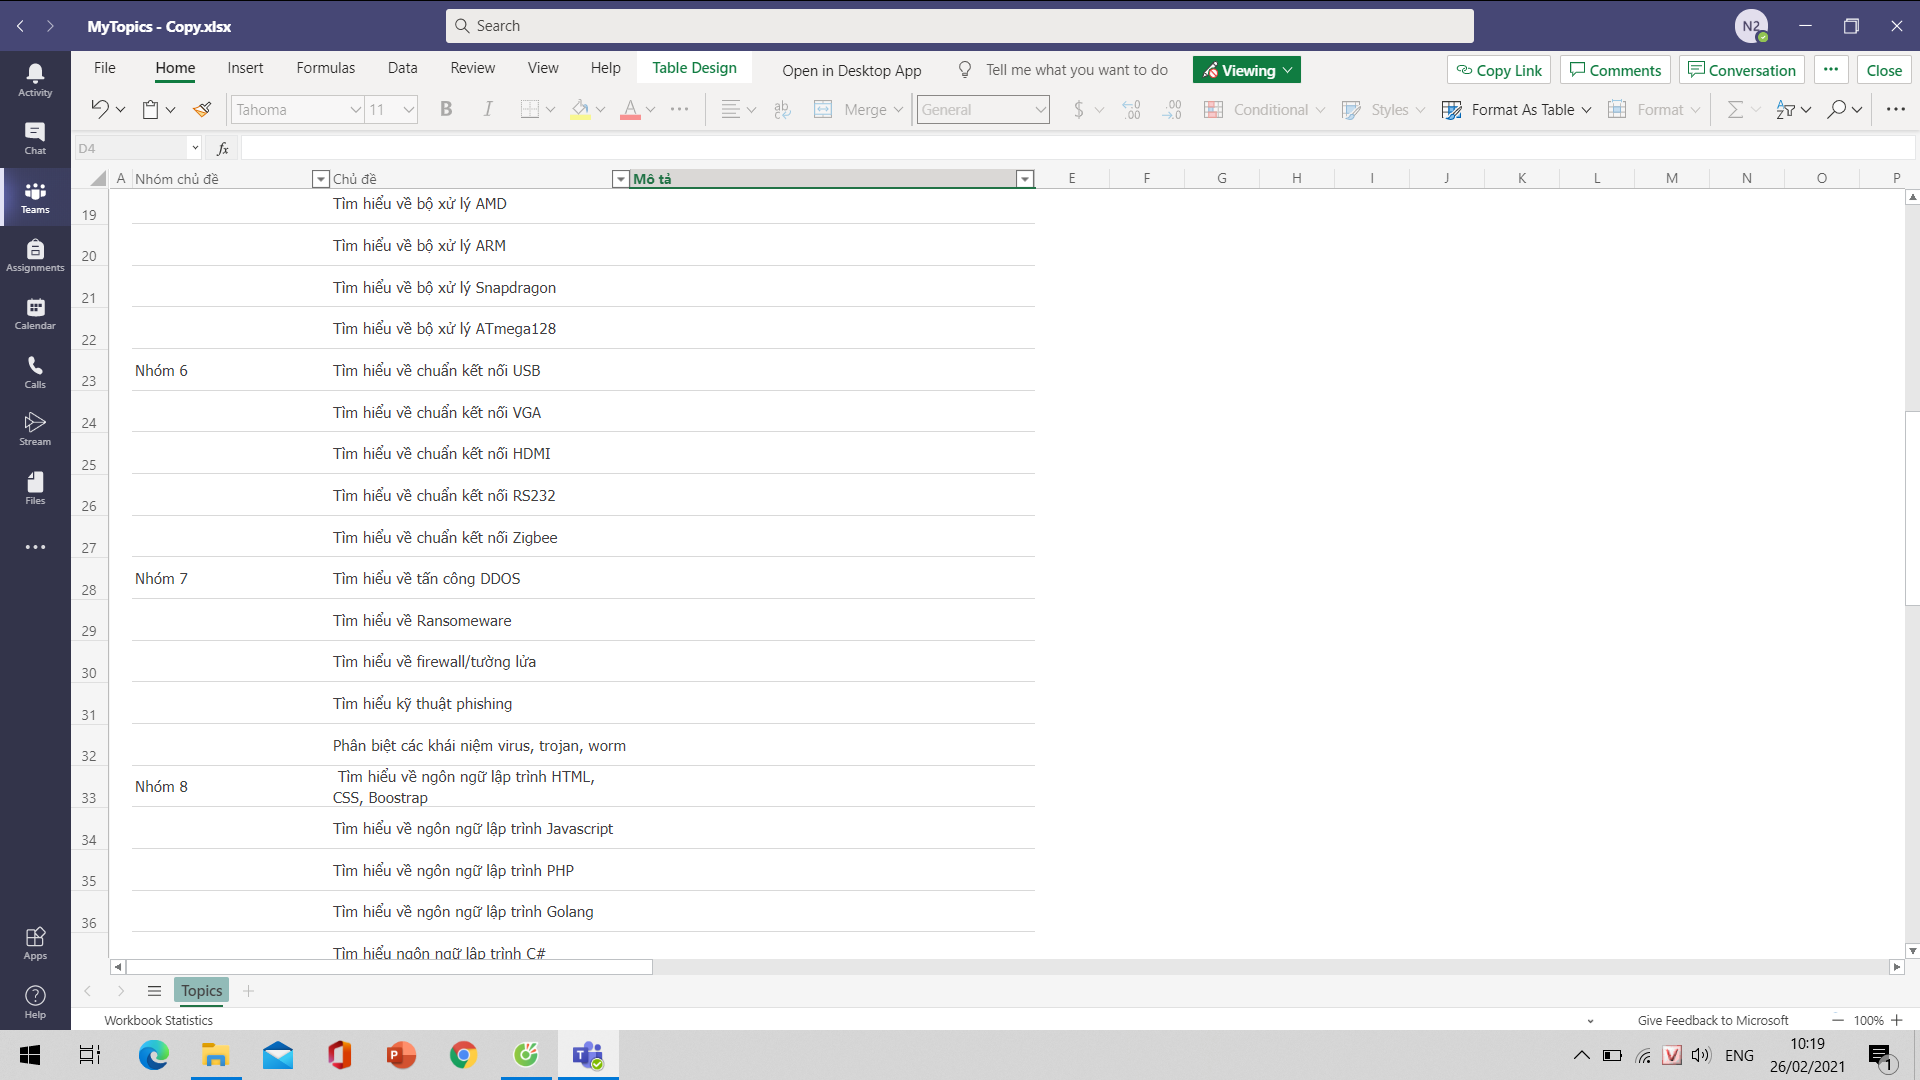 MyTopics - Copy.xlsx
Search
N2
File Home Insert Formulas Data Review View Help Table Design Open in Desktop App Tell me what you want to do Viewing Copy Link Comments Conversation Close
Tahoma 11 B I A ab Merge General $ .00 .00 Conditional Styles Format As Table Format
D4 fx
A Nhóm chủ đề Chủ đề Mô tả E F G H I J K L M N O P
19 Tìm hiểu về bộ xử lý AMD
20 Tìm hiểu về bộ xử lý ARM
21 Tìm hiểu về bộ xử lý Snapdragon
22 Tìm hiểu về bộ xử lý ATmega128
23 Nhóm 6 Tìm hiểu về chuẩn kết nối USB
24 Tìm hiểu về chuẩn kết nối VGA
25 Tìm hiểu về chuẩn kết nối HDMI
26 Tìm hiểu về chuẩn kết nối RS232
27 Tìm hiểu về chuẩn kết nối Zigbee
28 Nhóm 7 Tìm hiểu về tấn công DDOS
29 Tìm hiểu về Ransomeware
30 Tìm hiểu về firewall/tường lửa
31 Tìm hiểu kỹ thuật phishing
32 Phân biệt các khái niệm virus, trojan, worm
33 Nhóm 8 Tìm hiểu về ngôn ngữ lập trình HTML,
CSS, Boostrap
34 Tìm hiểu về ngôn ngữ lập trình Javascript
35 Tìm hiểu về ngôn ngữ lập trình PHP
36 Tìm hiểu về ngôn ngữ lập trình Golang
Tìm hiểu ngôn ngữ lập trình C#
Activity
Chat
Teams
Assignments
Calendar
Calls
Stream
Files
Apps
Help
Topics
Workbook Statistics Give Feedback to Microsoft 100%
ENG
10:19
26/02/2021
1